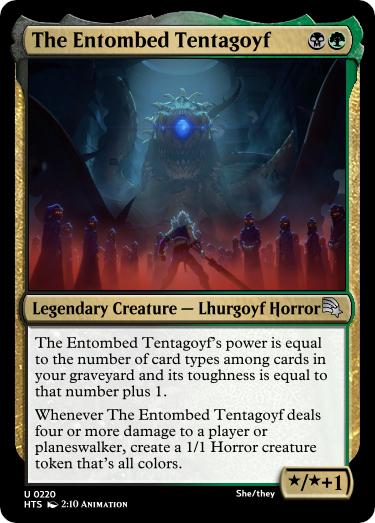 The Entombed Tentagoyf
Legendary Creature — Lhurgoyf Horror
The Entombed Tentagoyf's power is equal
to the number of card types among cards in
your graveyard and its toughness is equal to
that number plus 1.
Whenever The Entombed Tentagoyf deals
four or more damage to a player or
planeswalker, create a 1/1 Horror creature
token that's all colors.
★/★+1
U 0220
She/they
HTS 2:10 Animation